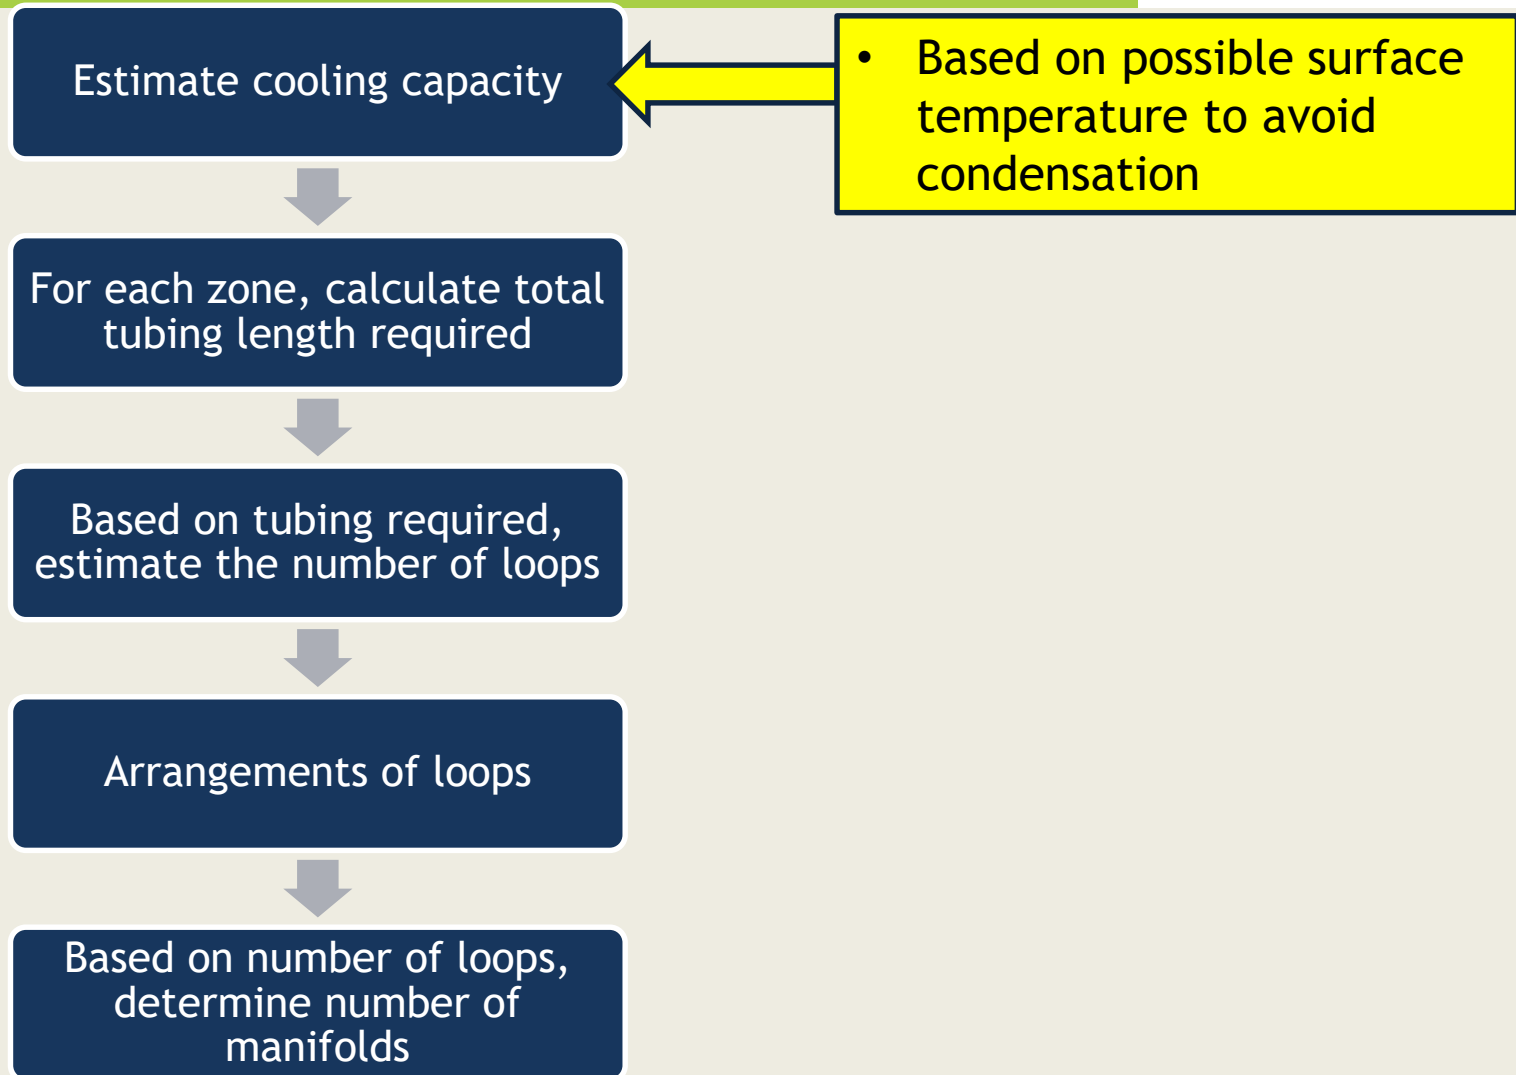 Estimate cooling capacity
• Based on possible surface
temperature to avoid
condensation
For each zone, calculate total
tubing length required
Based on tubing required,
estimate the number of loops
Arrangements of loops
Based on number of loops,
determine number of
manifolds